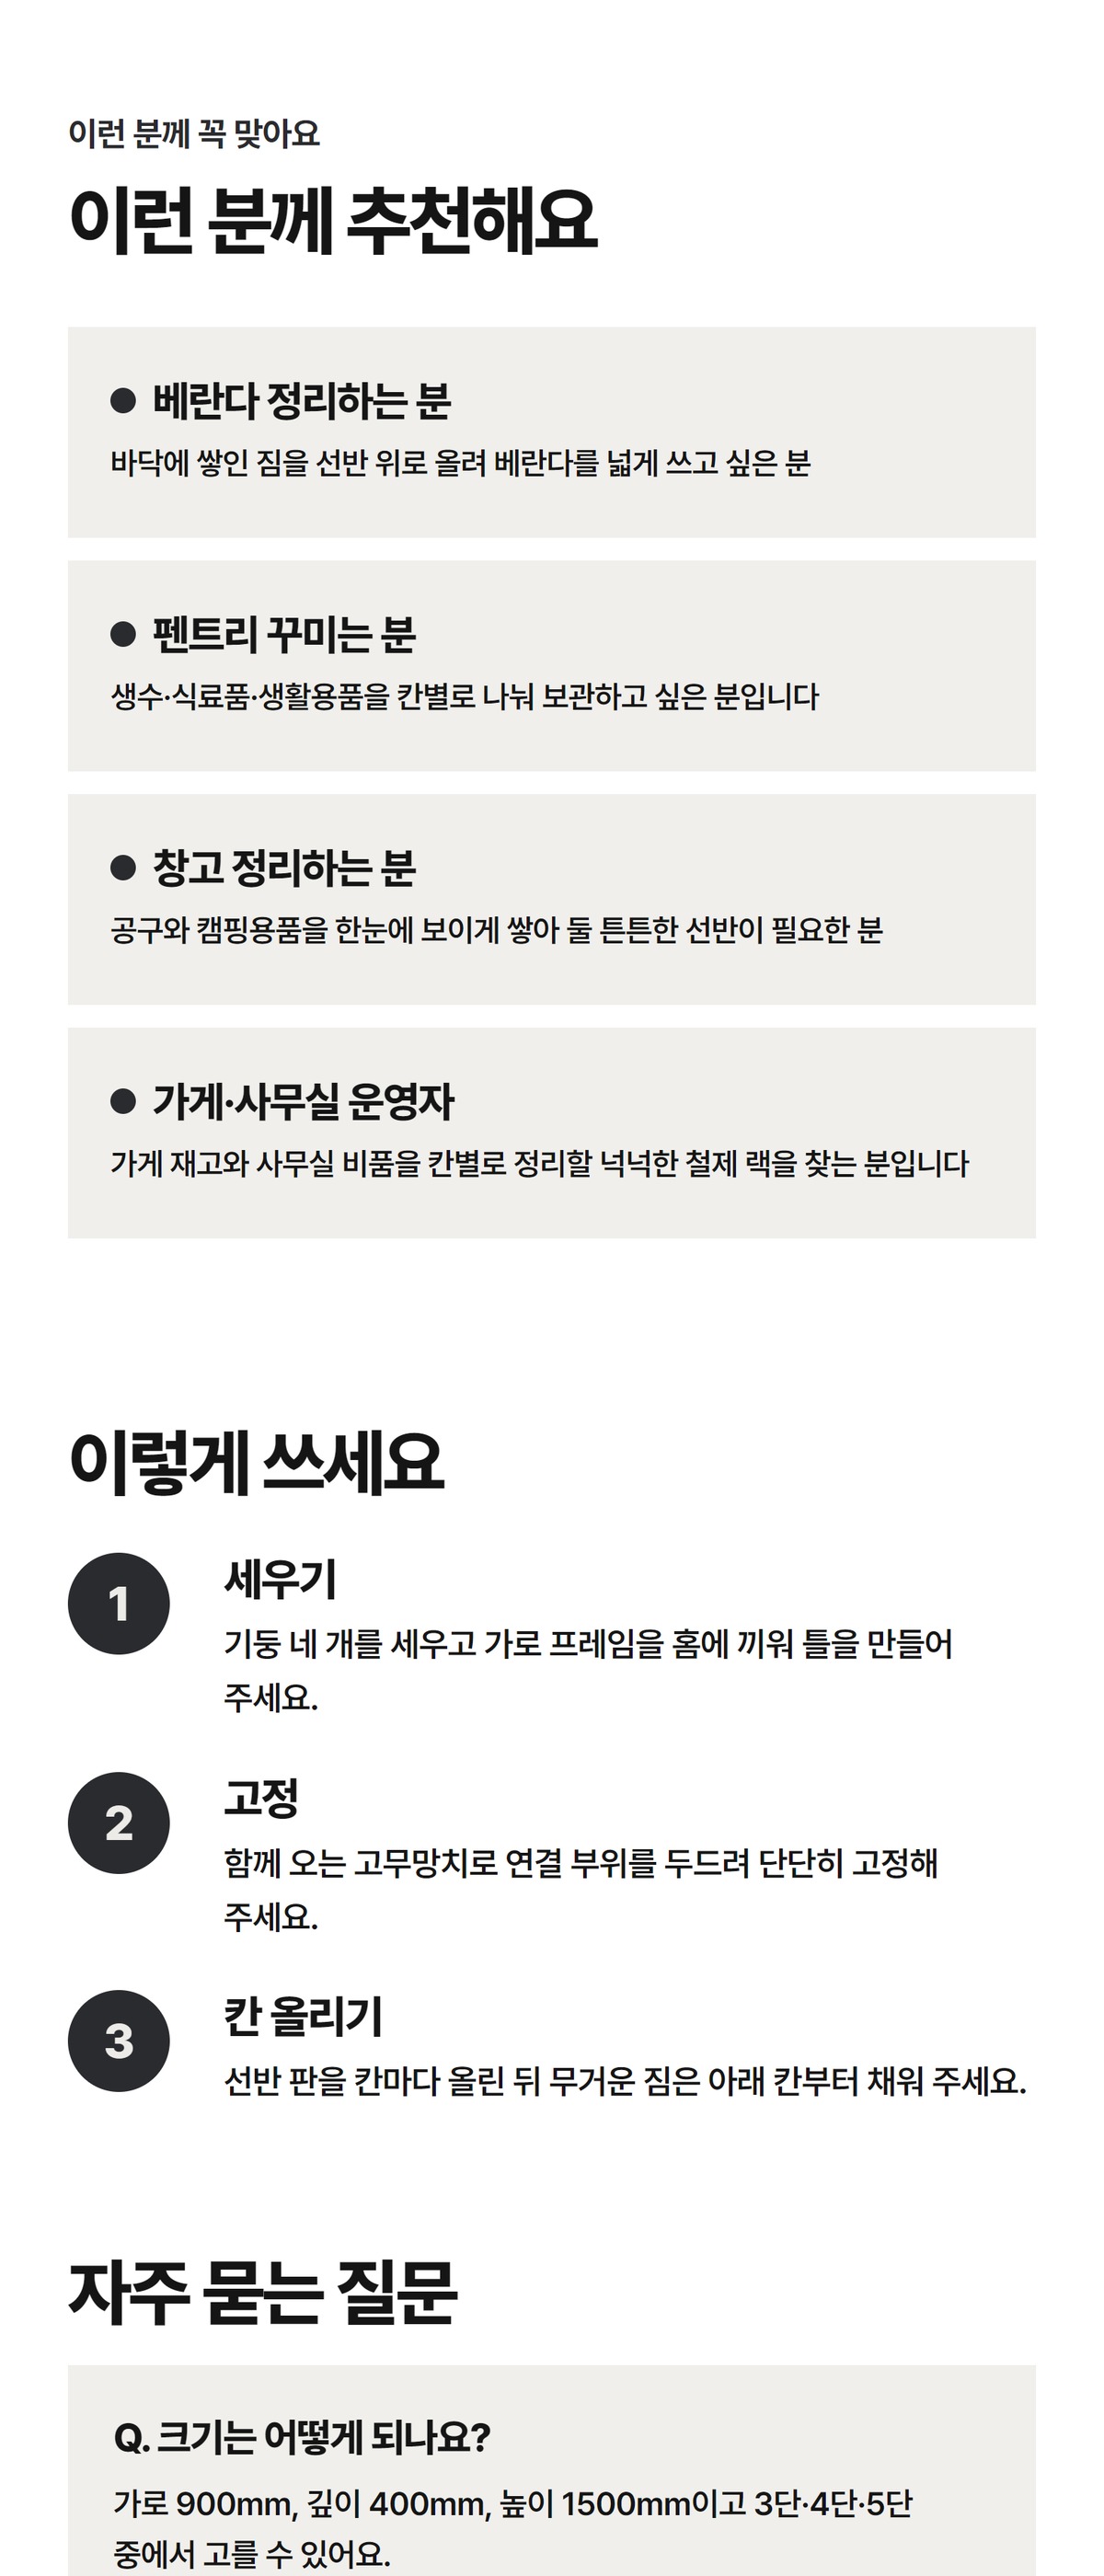 이런 분께 꼭 맞아요
이런 분께 추천해요
베란다 정리하는 분
바닥에 쌓인 짐을 선반 위로 올려 베란다를 넓게 쓰고 싶은 분
펜트리 꾸미는 분
생수·식료품·생활용품을 칸별로 나눠 보관하고 싶은 분입니다
창고 정리하는 분
공구와 캠핑용품을 한눈에 보이게 쌓아 둘 튼튼한 선반이 필요한 분
가게·사무실 운영자
가게 재고와 사무실 비품을 칸별로 정리할 넉넉한 철제 랙을 찾는 분입니다
이렇게 쓰세요
1
세우기
기둥 네 개를 세우고 가로 프레임을 홈에 끼워 틀을 만들어
주세요.
2
고정
함께 오는 고무망치로 연결 부위를 두드려 단단히 고정해
주세요.
3
칸 올리기
선반 판을 칸마다 올린 뒤 무거운 짐은 아래 칸부터 채워 주세요.
자주 묻는 질문
Q. 크기는 어떻게 되나요?
가로 900mm, 깊이 400mm, 높이 1500mm이고 3단·4단·5단
중에서 고를 수 있어요.